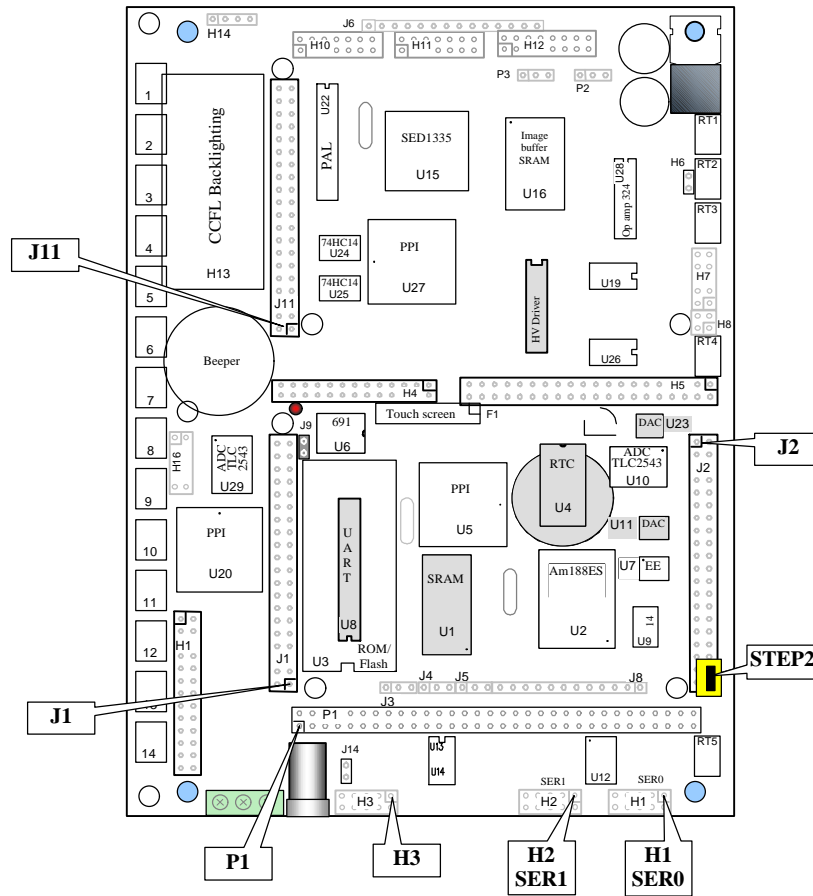 J6
H14
H10
H11
H12
P3
P2
1
2
3
4
5
6
7
8
9
10
11
12
14
CCFL Backlighting
H13
J11
U22
PAL
SED1335
U15
Image
buffer
SRAM
U16
U28
Op amp 324
RT1
H6
RT2
RT3
74HC14
U24
74HC14
U25
PPI
U27
HV Driver
U19
U26
H7
H8
RT4
J11
Beeper
H4
H5
Touch screen
F1
J9
691
U6
DAC
U23
H16
ADC
TLC
2543
U29
PPI
U20
UART
U8
U3
ROM/
Flash
PPI
U5
SRAM
U1
RTC
U4
ADC
TLC2543
U10
U11
DAC
U7
EE
Am188ES
U2
14
U9
J2
J2
STEP2
H1
J1
J1
J4
J5
J8
J3
P1
J14
U13
U14
U12
RT5
H3
SER1
H2
SER0
H1
P1
H3
H2
SER1
H1
SER0